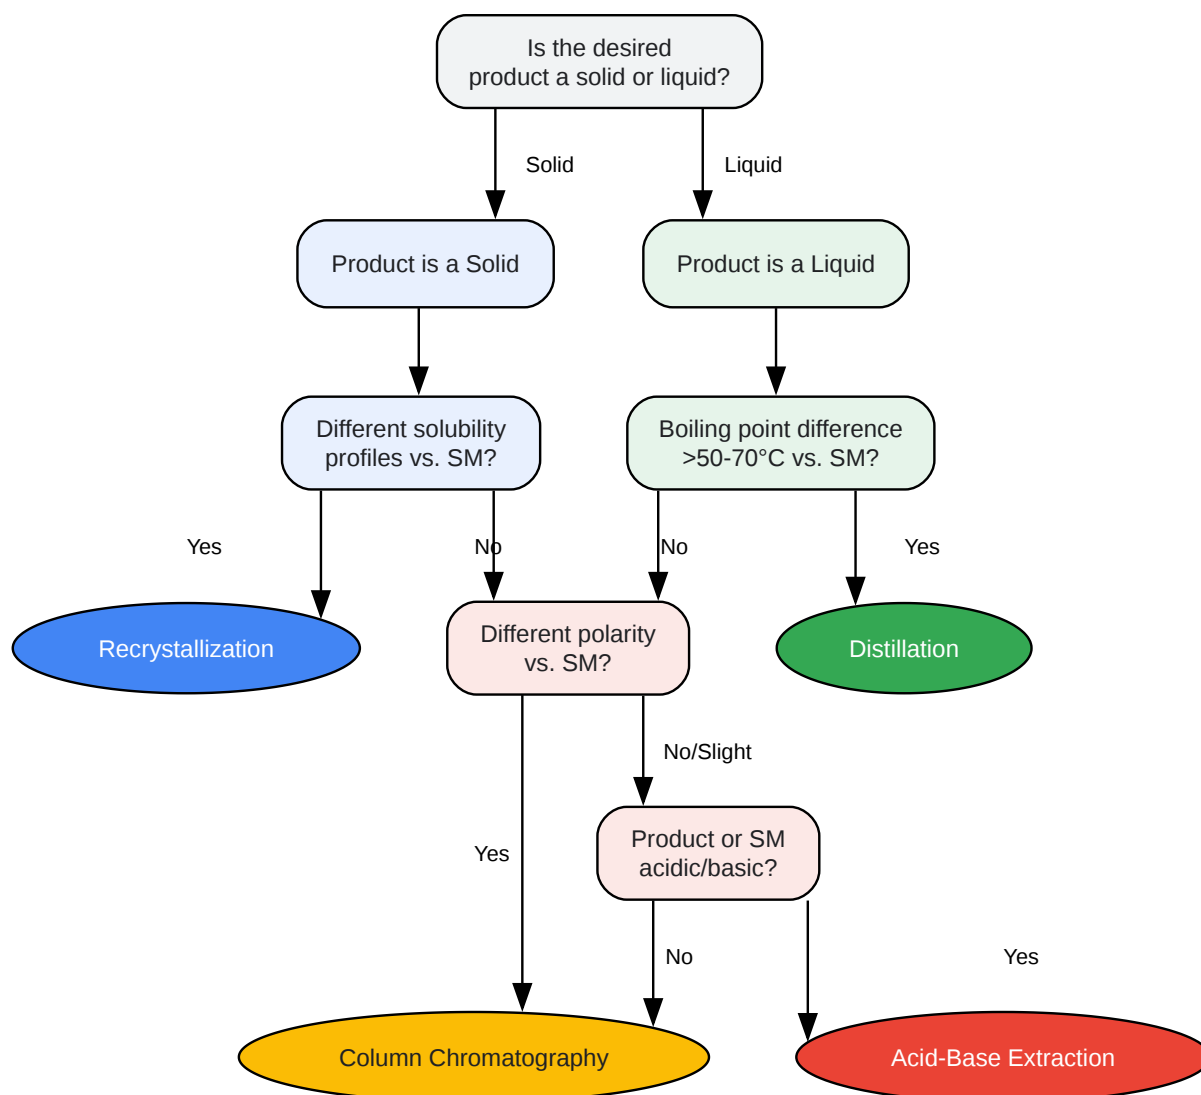 Is the desired
product a solid or liquid?
Solid
Liquid
Product is a Solid
Product is a Liquid
Different solubility
profiles vs. SM?
Boiling point difference
>50-70°C vs. SM?
Yes
No
No
Yes
Recrystallization
Different polarity
vs. SM?
Distillation
No/Slight
Product or SM
acidic/basic?
Yes
No
Yes
Column Chromatography
Acid-Base Extraction